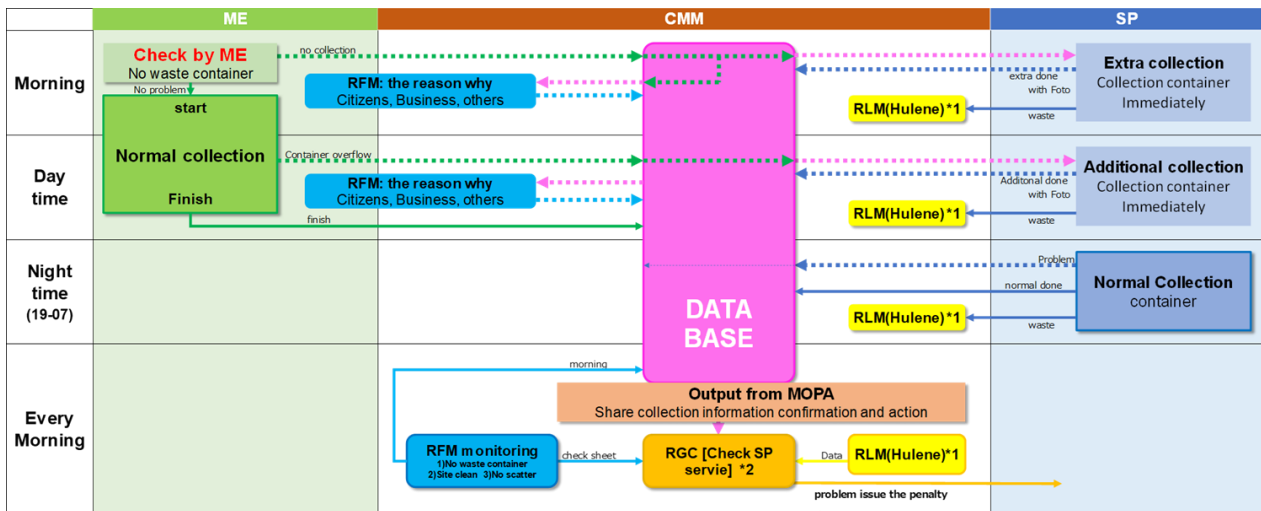 ME
CMM
SP
Morning
Check by ME
No waste container
no collection
No problem
start
Normal collection
Finish
RFM: the reason why
Citizens, Business, others
Extra collection
Collection container
Immediately
extra done
with Foto
RLM(Hulene)*1
waste
Day
time
Container overflow
RFM: the reason why
Citizens, Business, others
finish
Additional collection
Collection container
Immediately
Additonal done
with Foto
RLM(Hulene)*1
waste
Night
time
(19-07)
DATA
BASE
Problem
normal done
Normal Collection
container
RLM(Hulene)*1
waste
Every
Morning
morning
Output from MOPA
Share collection information confirmation and action
RFM monitoring
1)No waste container
2)Site clean 3)No scatter
check sheet
RGC [Check SP
servie] *2
Data
RLM(Hulene)*1
problem issue the penalty